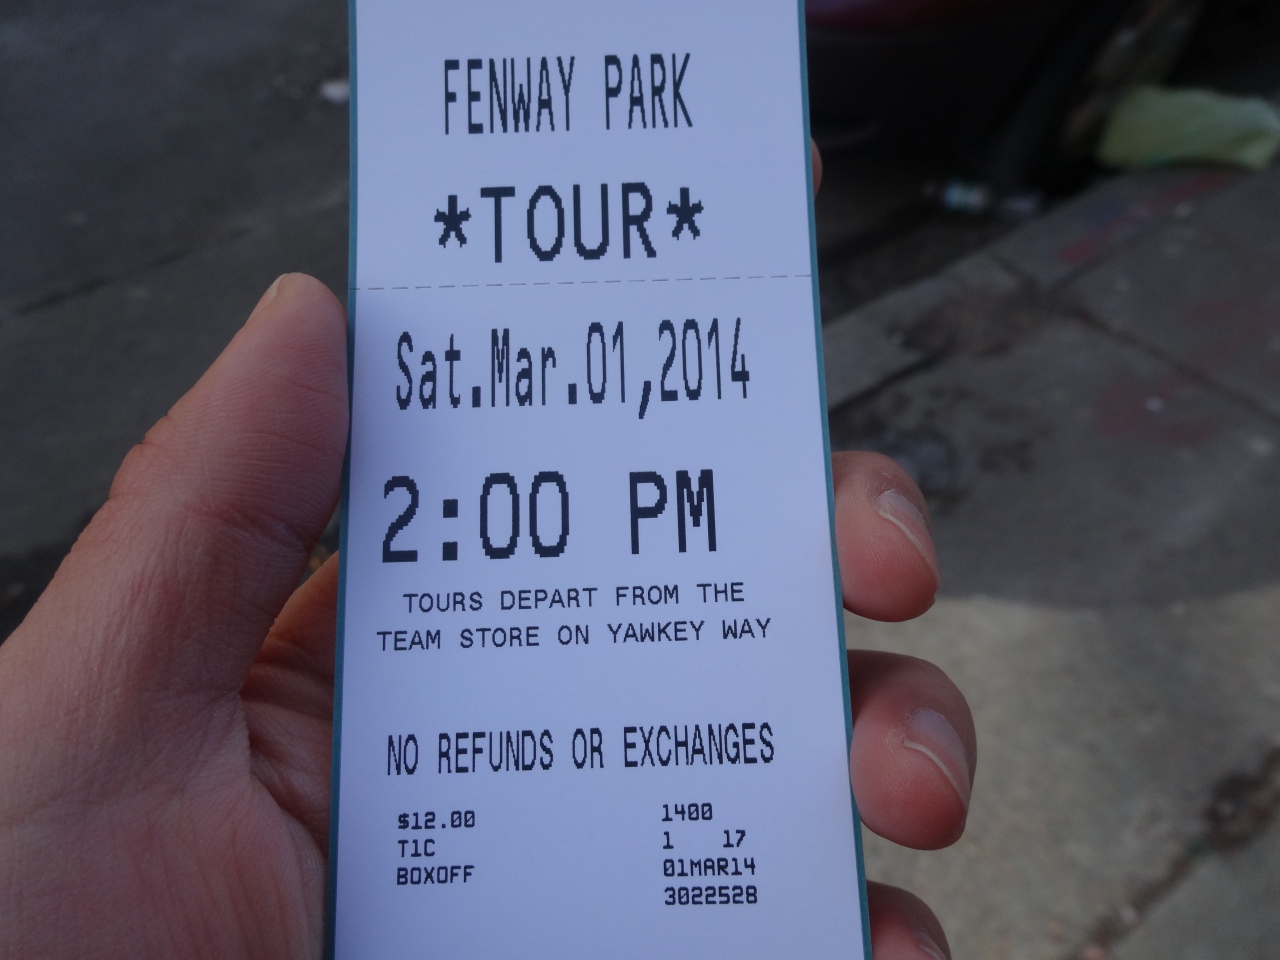 FENWAY PARK
*TOUR*
Sat.Mar.01,2014
2:00 PM
TOURS DEPART FROM THE
TEAM STORE ON YAWKEY WAY
NO REFUNDS OR EXCHANGES
$12.00 1400
T1C 1 17
BOXOFF 01MAR14
3022528